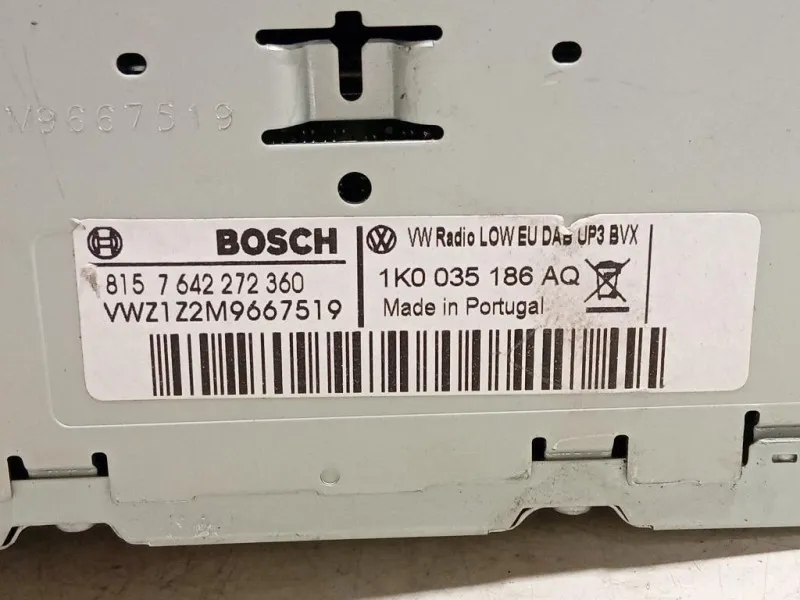 M9667519
BOSCH
815 7 642 272 360
VWZ1Z2M9667519
VW Radio LOW EU DAB UP3 BVX
1K0 035 186 AQ
Made in Portugal